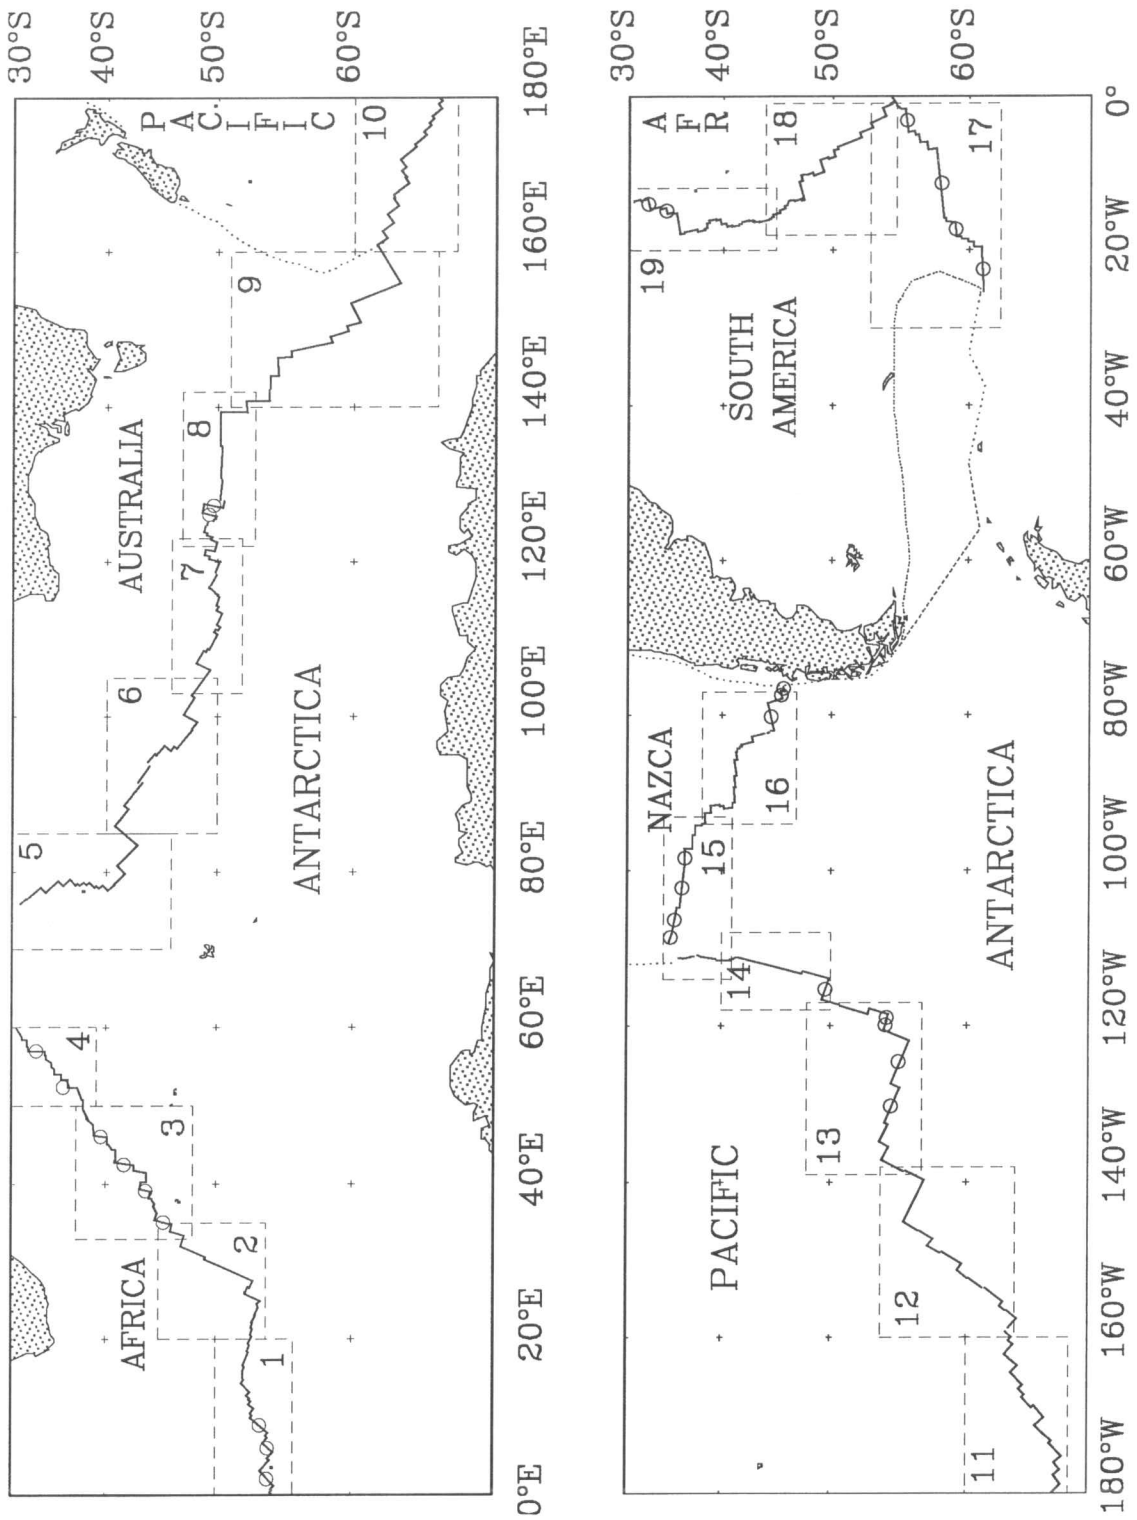 30°S
40°S
50°S
60°S
0°E
20°E
40°E
60°E
80°E
100°E
120°E
140°E
160°E
180°E
AFRICA
AUSTRALIA
ANTARCTICA
PACIFIC
1
2
3
4
5
6
7
8
9
10
30°S
40°S
50°S
60°S
180°W
160°W
140°W
120°W
100°W
80°W
60°W
40°W
20°W
0°
PACIFIC
NAZCA
ANTARCTICA
SOUTH
AMERICA
AFR
11
12
13
14
15
16
17
18
19